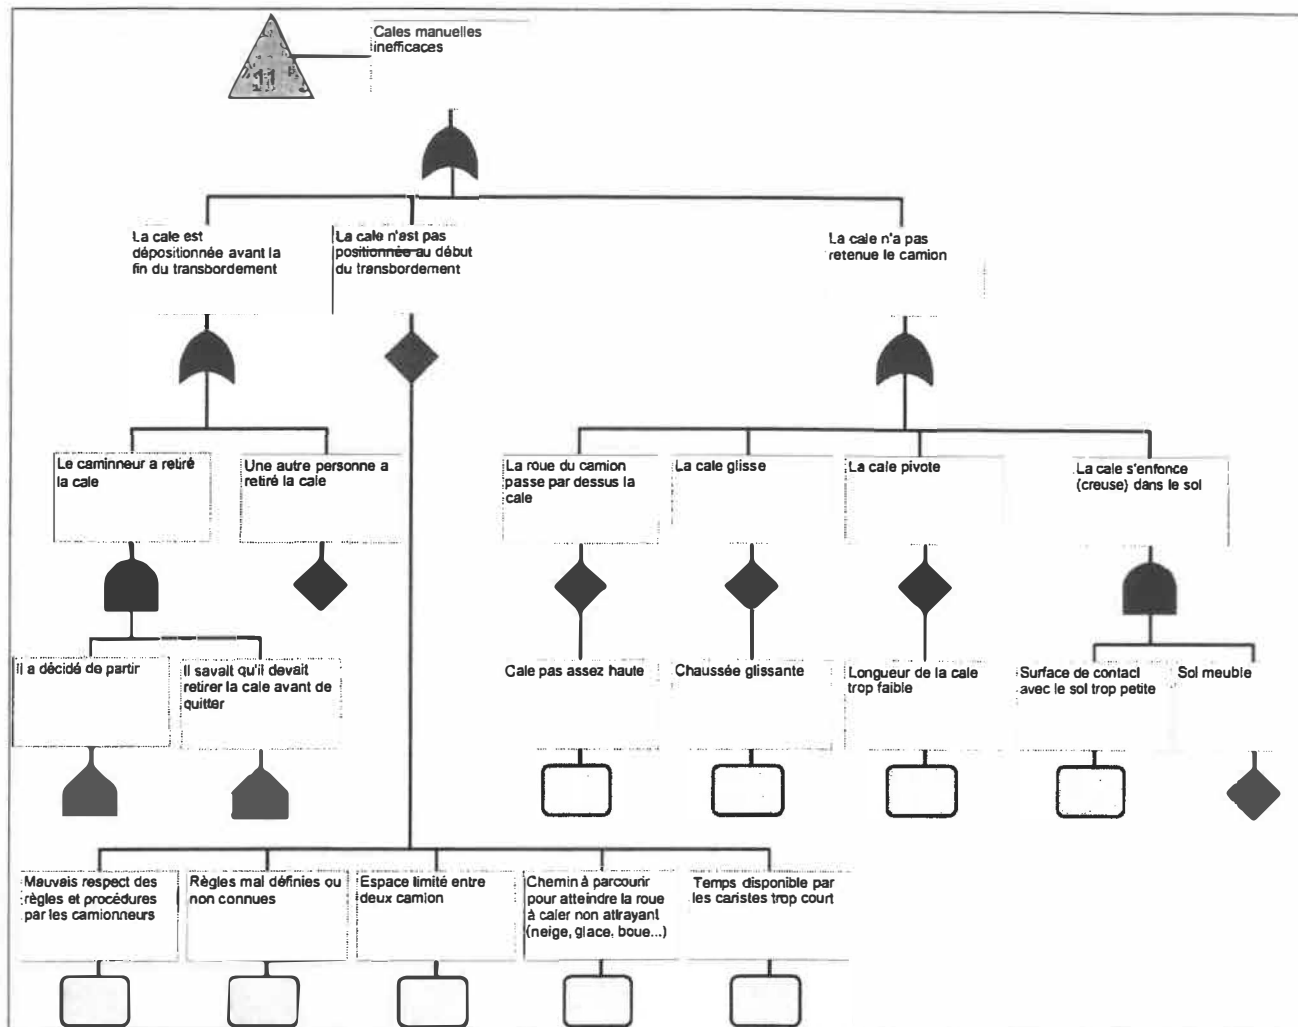 Cales manuelles
inefficaces
11
La cale est
dépositionnée avant la
fin du transbordement
La cale n'est pas
positionnée au début
du transbordement
La cale n'a pas
retenue le camion
Le caminneur a retiré
la cale
Une autre personne a
retiré la cale
La roue du camion
passe par dessus la
cale
La cale glisse
La cale pivote
La cale s'enfonce
(creuse) dans le sol
Il a décidé de partir
Il savait qu'il devait
retirer la cale avant de
quitter
Cale pas assez haute
Chaussée glissante
Longueur de la cale
trop faible
Surface de contact
avec le sol trop petite
Sol meuble
Mauvais respect des
règles et procédures
par les camionneurs
Règles mal définies ou
non connues
Espace limité entre
deux camion
Chemin à parcourir
pour atteindre la roue
à caler non attrayant
(neige, glace, boue...)
Temps disponible par
les caristes trop court